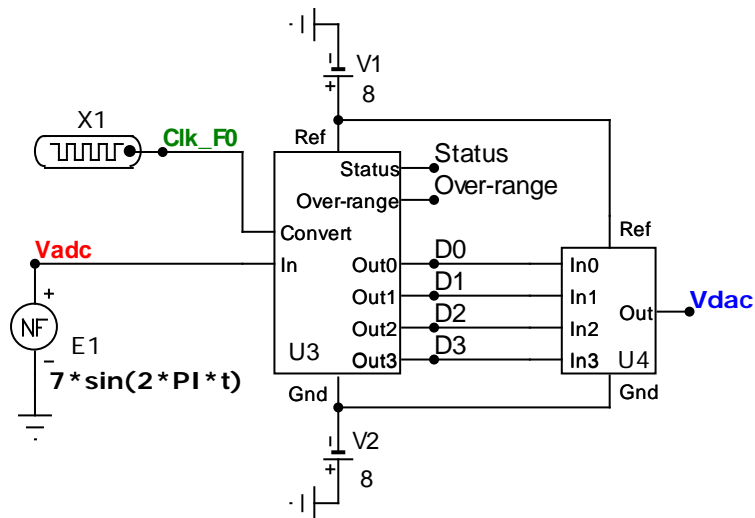 V1
8
X1
Clk_F0
Ref
Status
Status
Over-range
Over-range
Convert
Vadc
In
Ref
Out0
D0
In0
Out1
D1
In1
Out
Vdac
Out2
D2
In2
NF
E1
U3
Out3
D3
In3
U4
7*sin(2*PI*t)
Gnd
Gnd
V2
8